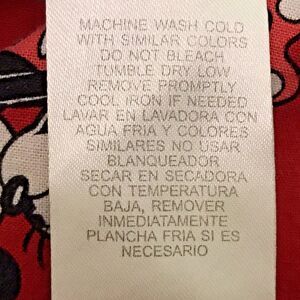 MACHINE WASH COLD
WITH SIMILAR COLORS
DO NOT BLEACH
TUMBLE DRY LOW
REMOVE PROMPTLY
COOL IRON IF NEEDED
LAVAR EN LAVADORA CON
AGUA FRIA Y COLORES
SIMILARES NO USAR
BLANQUEADOR
SECAR EN SECADORA
CON TEMPERATURA
BAJA, REMOVER
INMEDIATAMENTE
PLANCHA FRIA SI ES
NECESARIO